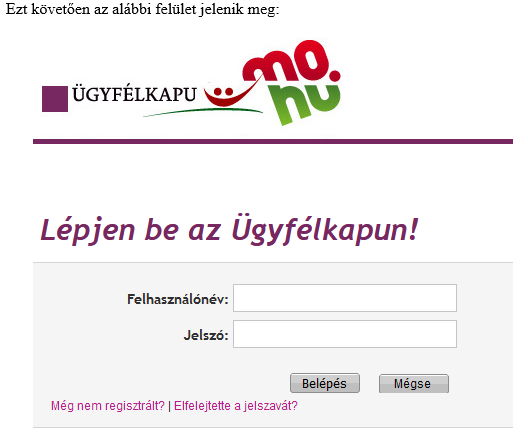 Ezt követően az alábbi felület jelenik meg:
ÜGYFÉLKAPU mo.
hu
Lépjen be az Ügyfélkapun!
Felhasználónév:
Jelszó:
Belépés Mégse
Még nem regisztrált? | Elfelejtette a jelszavát?